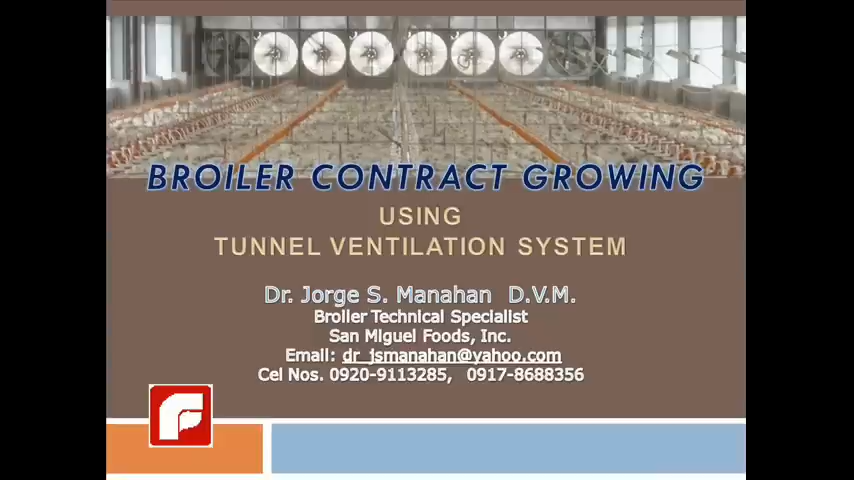 BROILER CONTRACT GROWING
USING
TUNNEL VENTILATION SYSTEM
Dr. Jorge S. Manahan D.V.M.
Broiler Technical Specialist
San Miguel Foods, Inc.
Email: dr_jsmanahan@yahoo.com
Cel Nos. 0920-9113285, 0917-8688356